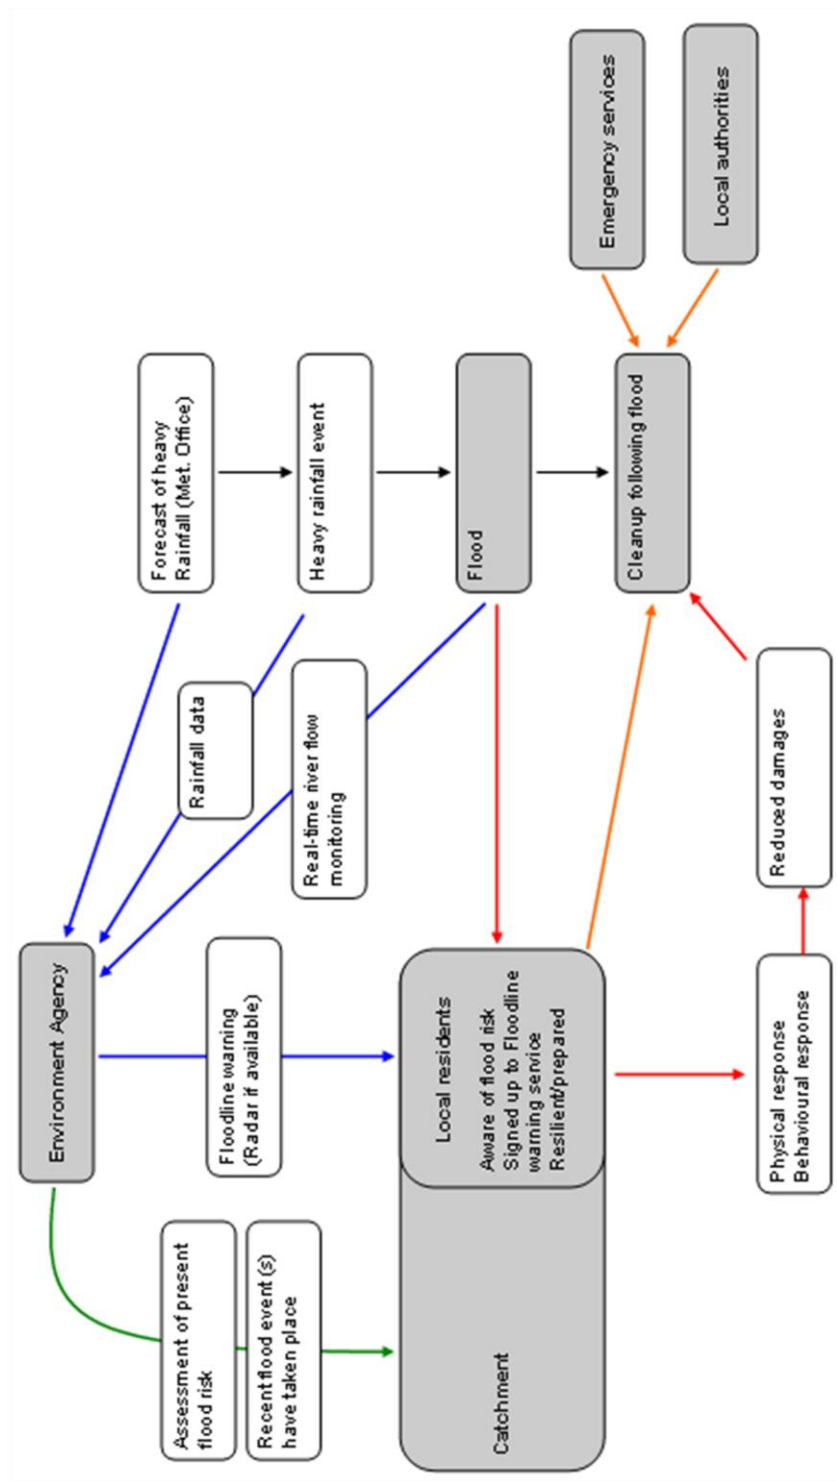 Environment Agency
Forecast of heavy
Rainfall (Met. Office)
Assessment of present
flood risk
Recent flood event(s)
have taken place
Floodline warning
(Radar if available)
Rainfall data
Real-time river flow
monitoring
Heavy rainfall event
Catchment
Local residents
Aware of flood risk
Signed up to Floodline
warning service
Resilient/prepared
Flood
Emergency services
Cleanup following flood
Local authorities
Physical response
Behavioural response
Reduced damages